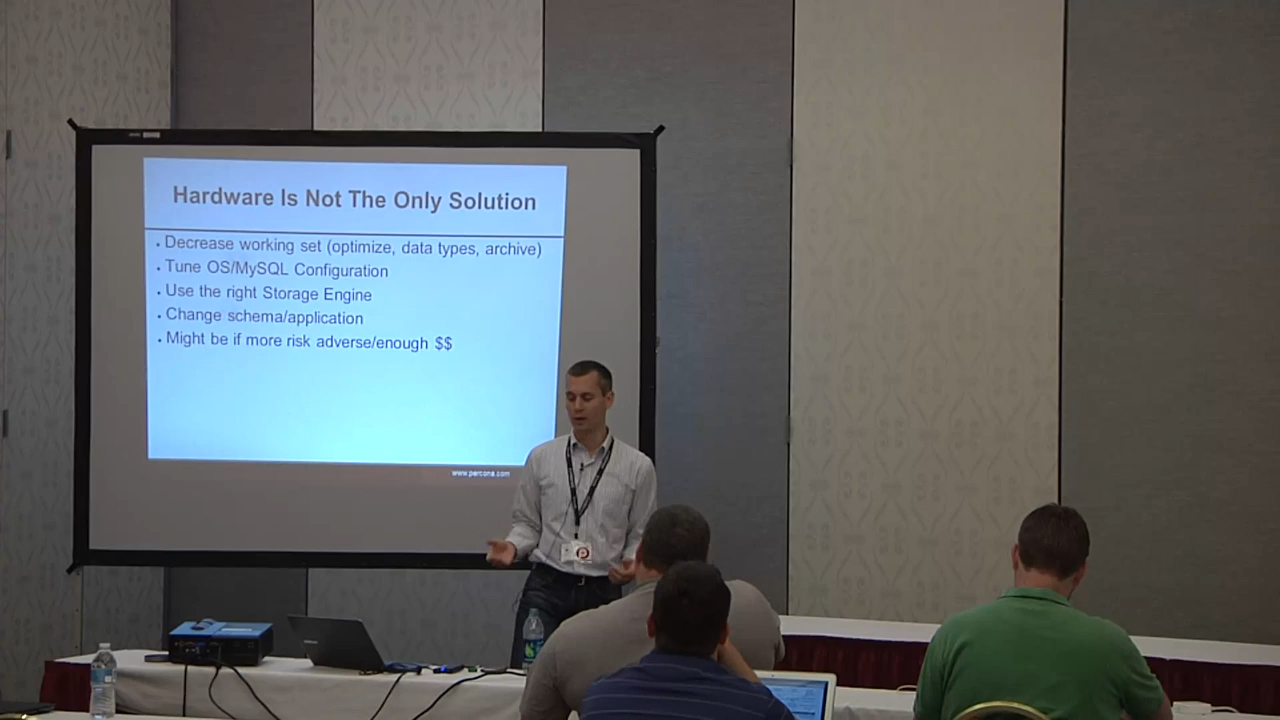 Hardware Is Not The Only Solution
• Decrease working set (optimize, data types, archive)
• Tune OS/MySQL Configuration
• Use the right Storage Engine
• Change schema/application
• Might be if more risk adverse/enough $$
www.percona.com